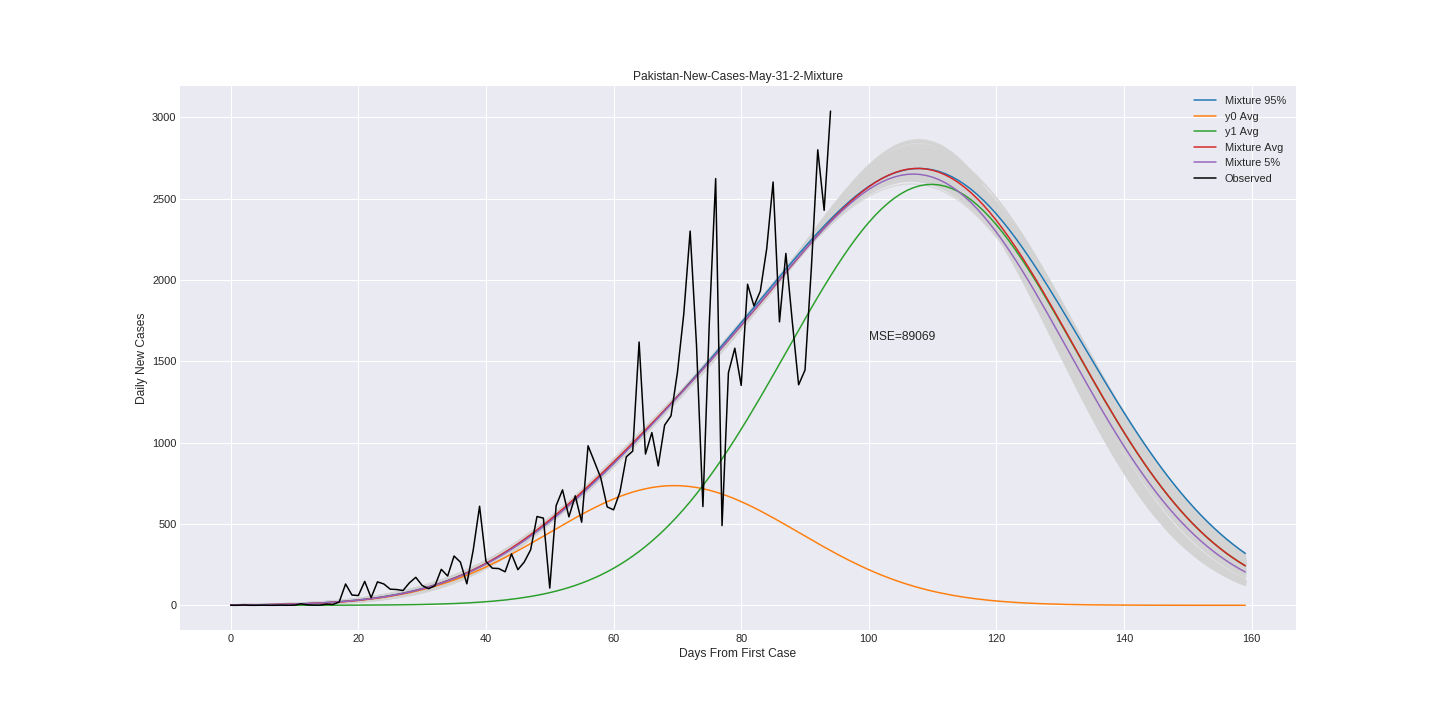 Pakistan-New-Cases-May-31-2-Mixture
Mixture 95%
y0 Avg
y1 Avg
Mixture Avg
Mixture 5%
Observed
MSE=89069
Daily New Cases
3000
2500
2000
1500
1000
500
0
0 20 40 60 80 100 120 140 160
Days From First Case